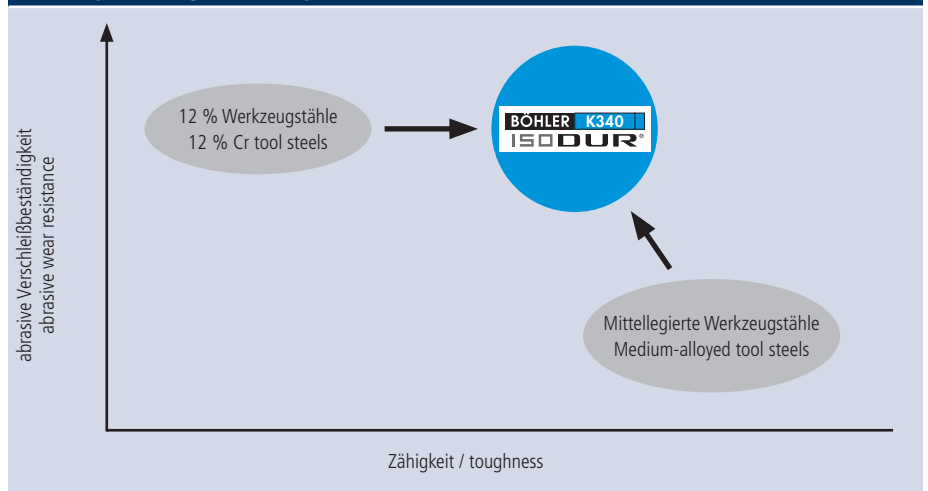 12 % Werkzeugstähle
12 % Cr tool steels
BÖHLER K340
ISODUR®
abrasive Verschleißbeständigkeit
abrasive wear resistance
Mittellegierte Werkzeugstähle
Medium-alloyed tool steels
Zähigkeit / toughness